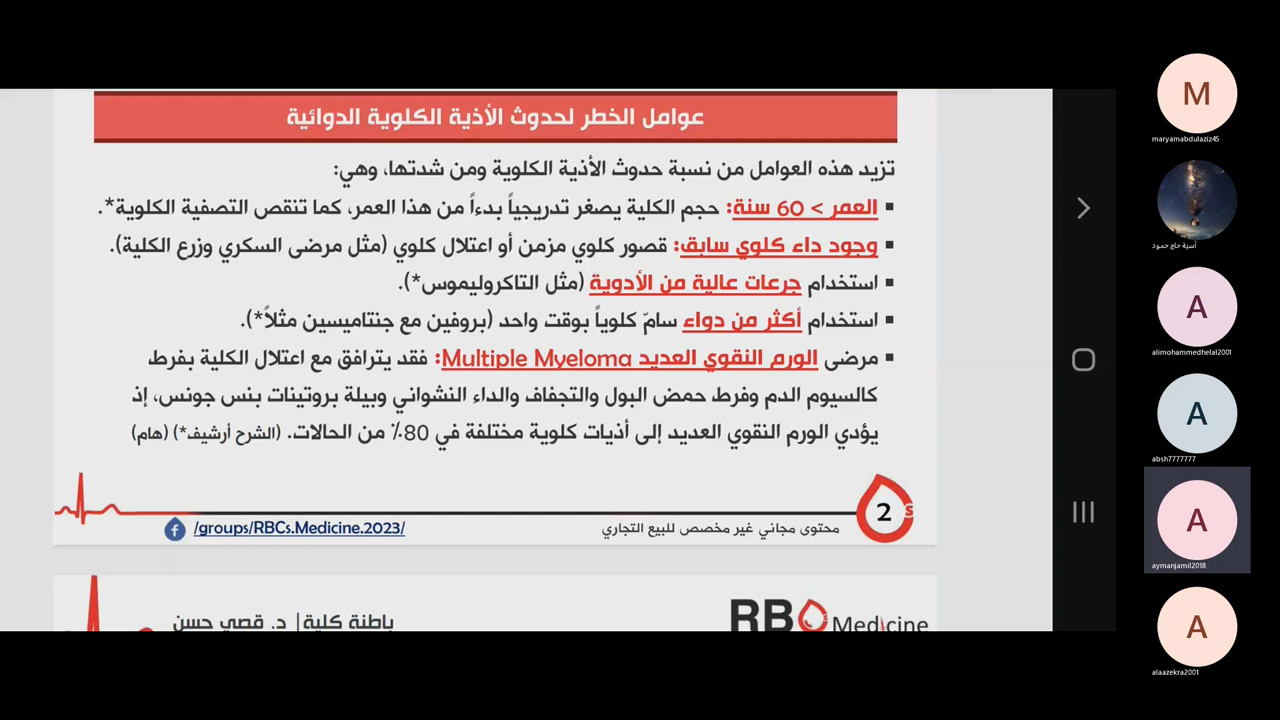 عوامل الخطر لحدوث الأذية الكلوية الدوائية
تزيد هذه العوامل من نسبة حدوث الأذية الكلوية ومن شدتها، وهي:
▪ العمر > 60 سنة: حجم الكلية يصغر تدريجياً بدءاً من هذا العمر، كما تنقص التصفية الكلوية*.
▪ وجود داء كلوي سابق: قصور كلوي مزمن أو اعتلال كلوي (مثل مرضى السكري وزرع الكلية).
▪ استخدام جرعات عالية من الأدوية (مثل التاكروليموس*).
▪ استخدام أكثر من دواء سامّ كلوياً بوقت واحد (بروفين مع جنتاميسين مثلاً*).
▪ مرضى الورم النقوي العديد Multiple Myeloma: فقد يترافق مع اعتلال الكلية بفرط
كالسيوم الدم وفرط حمض البول والتجفاف والداء النشواني وبيلة بروتينات بنس جونس، إذ
يؤدي الورم النقوي العديد إلى أذيات كلوية مختلفة في 80٪ من الحالات. (الشرح أرشيف*) (هام)
2
محتوى مجاني غير مخصص للبيع التجاري
/groups/RBCs.Medicine.2023/
RB Medicine
باطنة كلية| د. قصي حسن
M
maryamabdulaziz45
آسية حاج حمود
A
alimohammedhelal2001
A
absh7777777
A
aymanjamil2018
A
alaazekra2001